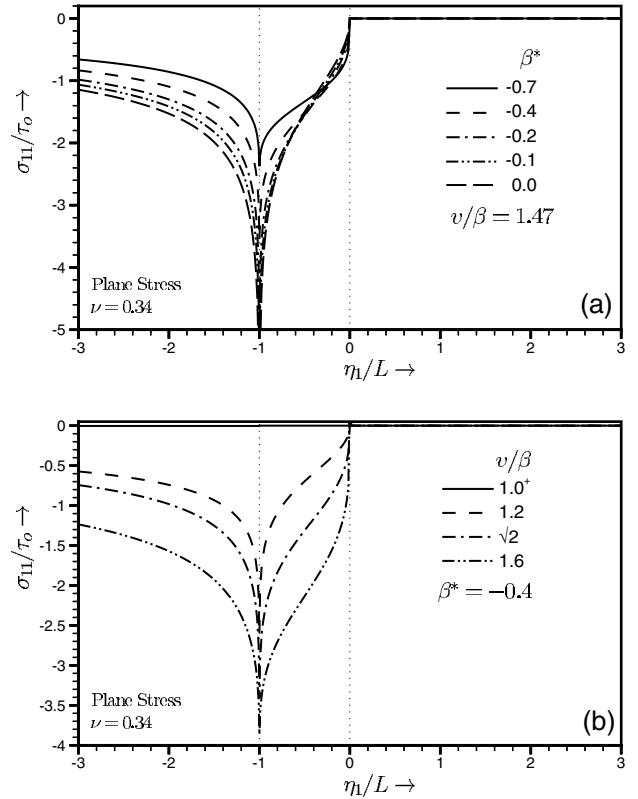 0
-1
-2
-3
-4
-5
σ₁₁/τₒ →
β*
-0.7
-0.4
-0.2
-0.1
0.0
υ/β = 1.47
Plane Stress
ν = 0.34
(a)
-3 -2 -1 0 1 2 3
η₁/L →
0
-0.5
-1
-1.5
-2
-2.5
-3
-3.5
-4
σ₁₁/τₒ →
υ/β
1.0⁺
1.2
√2
1.6
β* = −0.4
Plane Stress
ν = 0.34
(b)
-3 -2 -1 0 1 2 3
η₁/L →